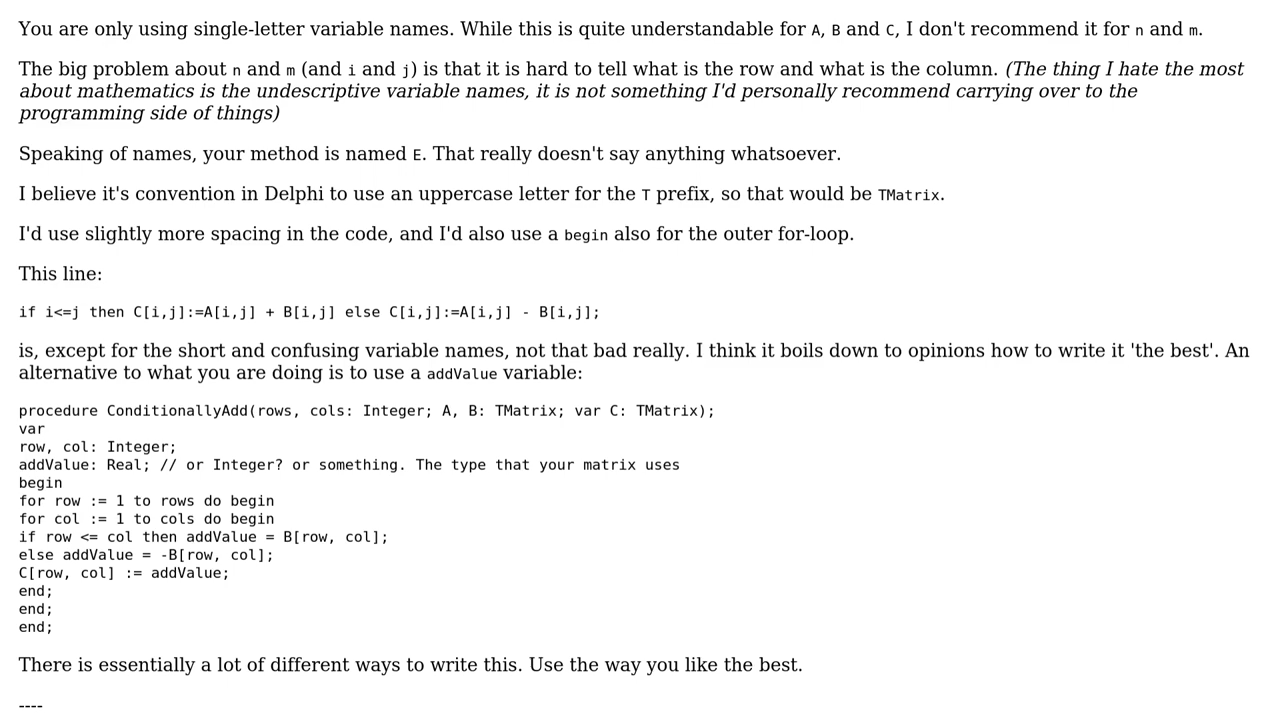 You are only using single-letter variable names. While this is quite understandable for A, B and C, I don't recommend it for n and m.
The big problem about n and m (and i and j) is that it is hard to tell what is the row and what is the column. (The thing I hate the most
about mathematics is the undescriptive variable names, it is not something I'd personally recommend carrying over to the
programming side of things)
Speaking of names, your method is named E. That really doesn't say anything whatsoever.
I believe it's convention in Delphi to use an uppercase letter for the T prefix, so that would be TMatrix.
I'd use slightly more spacing in the code, and I'd also use a begin also for the outer for-loop.
This line:
if i<=j then C[i,j]:=A[i,j] + B[i,j] else C[i,j]:=A[i,j] - B[i,j];
is, except for the short and confusing variable names, not that bad really. I think it boils down to opinions how to write it 'the best'. An
alternative to what you are doing is to use a addValue variable:
procedure ConditionallyAdd(rows, cols: Integer; A, B: TMatrix; var C: TMatrix);
var
row, col: Integer;
addValue: Real; // or Integer? or something. The type that your matrix uses
begin
for row := 1 to rows do begin
for col := 1 to cols do begin
if row <= col then addValue = B[row, col];
else addValue = -B[row, col];
C[row, col] := addValue;
end;
end;
end;
There is essentially a lot of different ways to write this. Use the way you like the best.
----